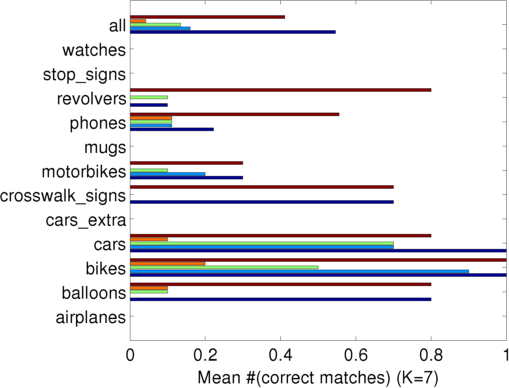 all
watches
stop_signs
revolvers
phones
mugs
motorbikes
crosswalk_signs
cars_extra
cars
bikes
balloons
airplanes
0 0.2 0.4 0.6 0.8 1
Mean #(correct matches) (K=7)